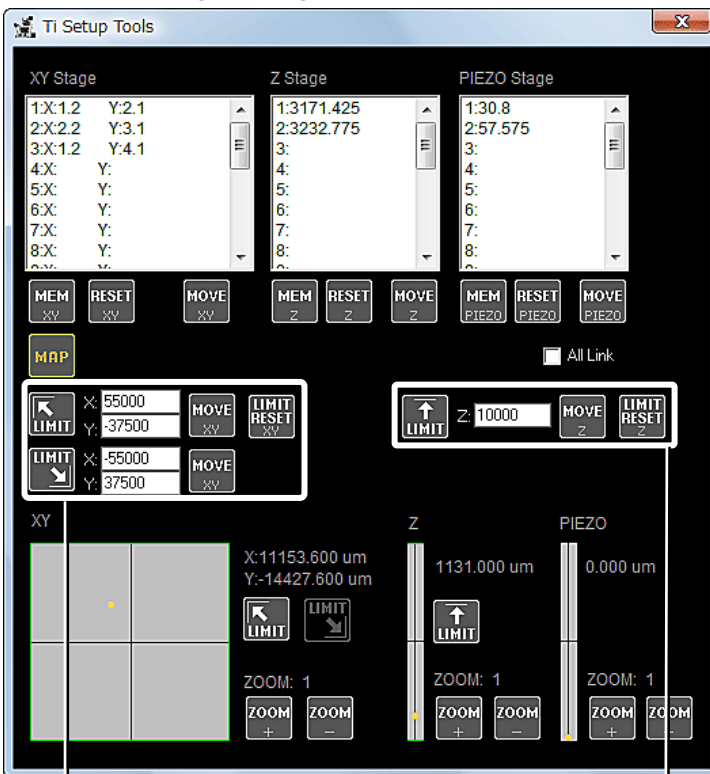 Ti Setup Tools
XY Stage
1:X:1.2 Y:2.1
2:X:2.2 Y:3.1
3:X:1.2 Y:4.1
4:X: Y:
5:X: Y:
6:X: Y:
7:X: Y:
8:X: Y:
MEM XY
RESET XY
MOVE XY
Z Stage
1:3171.425
2:3232.775
3:
4:
5:
6:
7:
8:
MEM Z
RESET Z
MOVE Z
PIEZO Stage
1:30.8
2:57.575
3:
4:
5:
6:
7:
8:
MEM PIEZO
RESET PIEZO
MOVE PIEZO
MAP
All Link
LIMIT
X: 55000
Y: -37500
MOVE XY
LIMIT RESET XY
LIMIT
X: -55000
Y: 37500
MOVE XY
LIMIT
Z: 10000
MOVE Z
LIMIT RESET Z
XY
X:11153.600 um
Y:-14427.600 um
LIMIT
LIMIT
ZOOM: 1
ZOOM +
ZOOM −
Z
1131.000 um
LIMIT
ZOOM: 1
ZOOM +
ZOOM −
PIEZO
0.000 um
ZOOM: 1
ZOOM +
ZOOM −